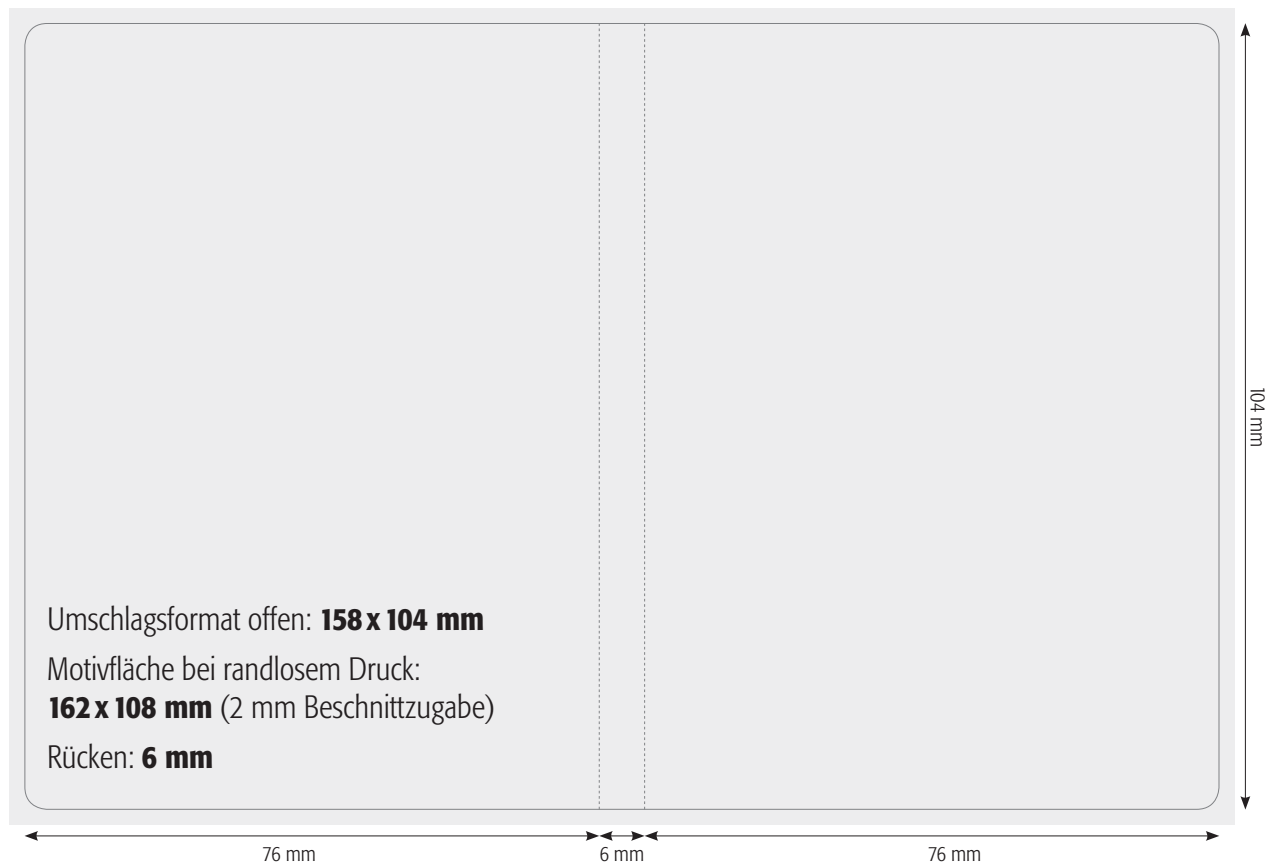 Umschlagsformat offen: 158 x 104 mm
Motivfläche bei randlosem Druck:
162 x 108 mm (2 mm Beschnittzugabe)
Rücken: 6 mm
104 mm
76 mm
6 mm
76 mm